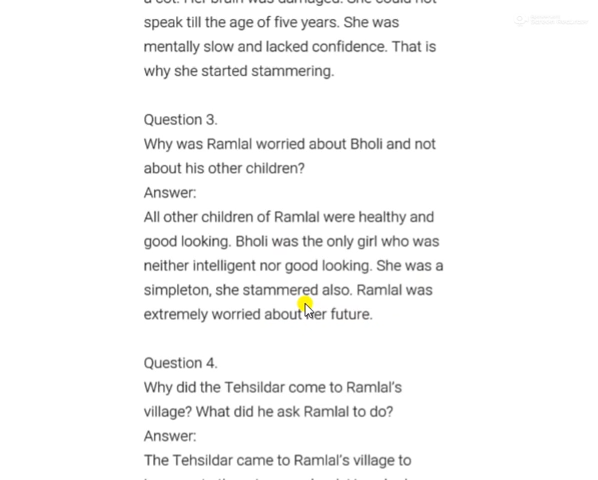 speak till the age of five years. She was
mentally slow and lacked confidence. That is
why she started stammering.
Question 3.
Why was Ramlal worried about Bholi and not
about his other children?
Answer:
All other children of Ramlal were healthy and
good looking. Bholi was the only girl who was
neither intelligent nor good looking. She was a
simpleton, she stammered also. Ramlal was
extremely worried about her future.
Question 4.
Why did the Tehsildar come to Ramlal's
village? What did he ask Ramlal to do?
Answer:
The Tehsildar came to Ramlal's village to